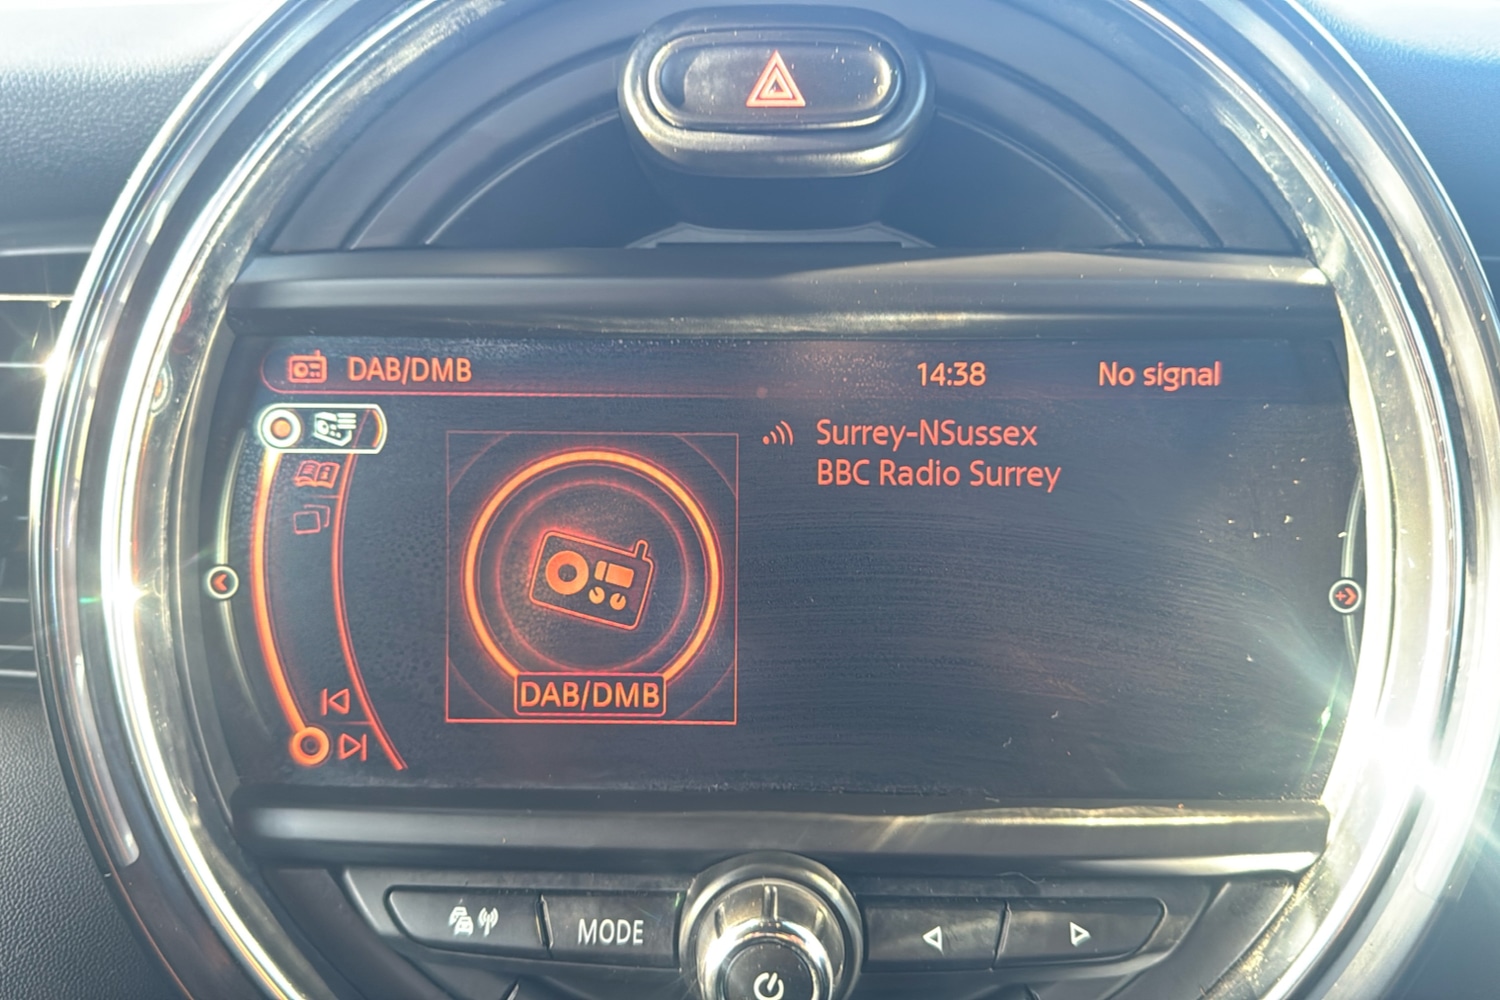 DAB/DMB 14:38 No signal
Surrey-NSussex
BBC Radio Surrey
DAB/DMB
MODE